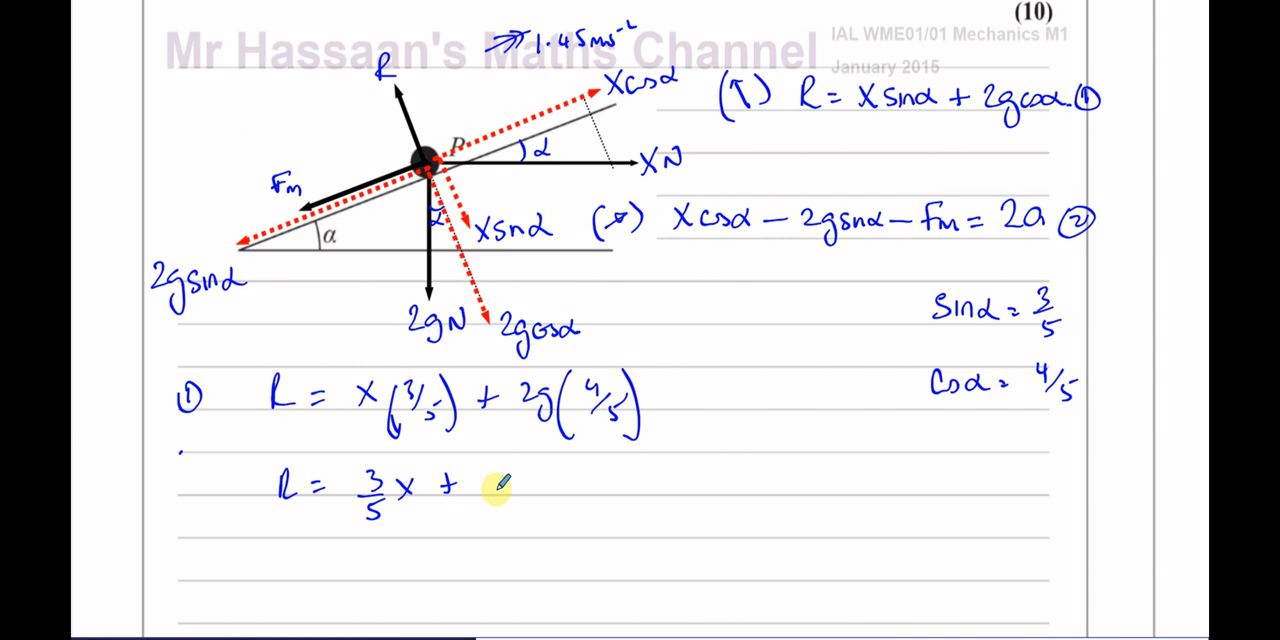 (10)
Mr Hassaan's Maths Channel
IAL WME01/01 Mechanics M1
January 2015
1.45ms⁻²
R
Xcosα
P
α
XN
Fm
α
α
Xsinα
2gsinα
2gN
2gcosα
(↑) R = Xsinα + 2gcosα ①
(↗) Xcosα − 2gsinα − Fm = 2a ②
Sinα = 3/5
Cosα = 4/5
① R = X(3/5) + 2g(4/5)
R = 3/5 X +